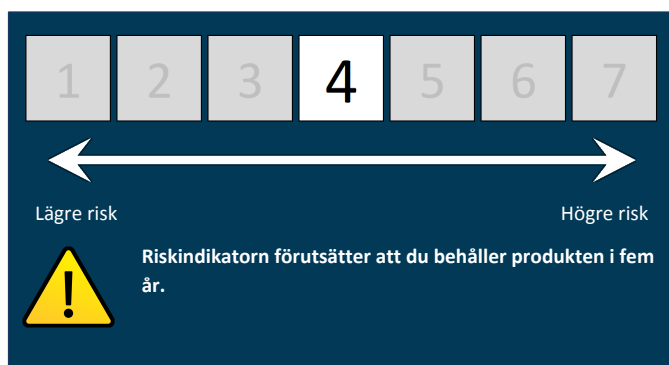 1 2 3 4 5 6 7
Lägre risk Högre risk
Riskindikatorn förutsätter att du behåller produkten i fem
år.